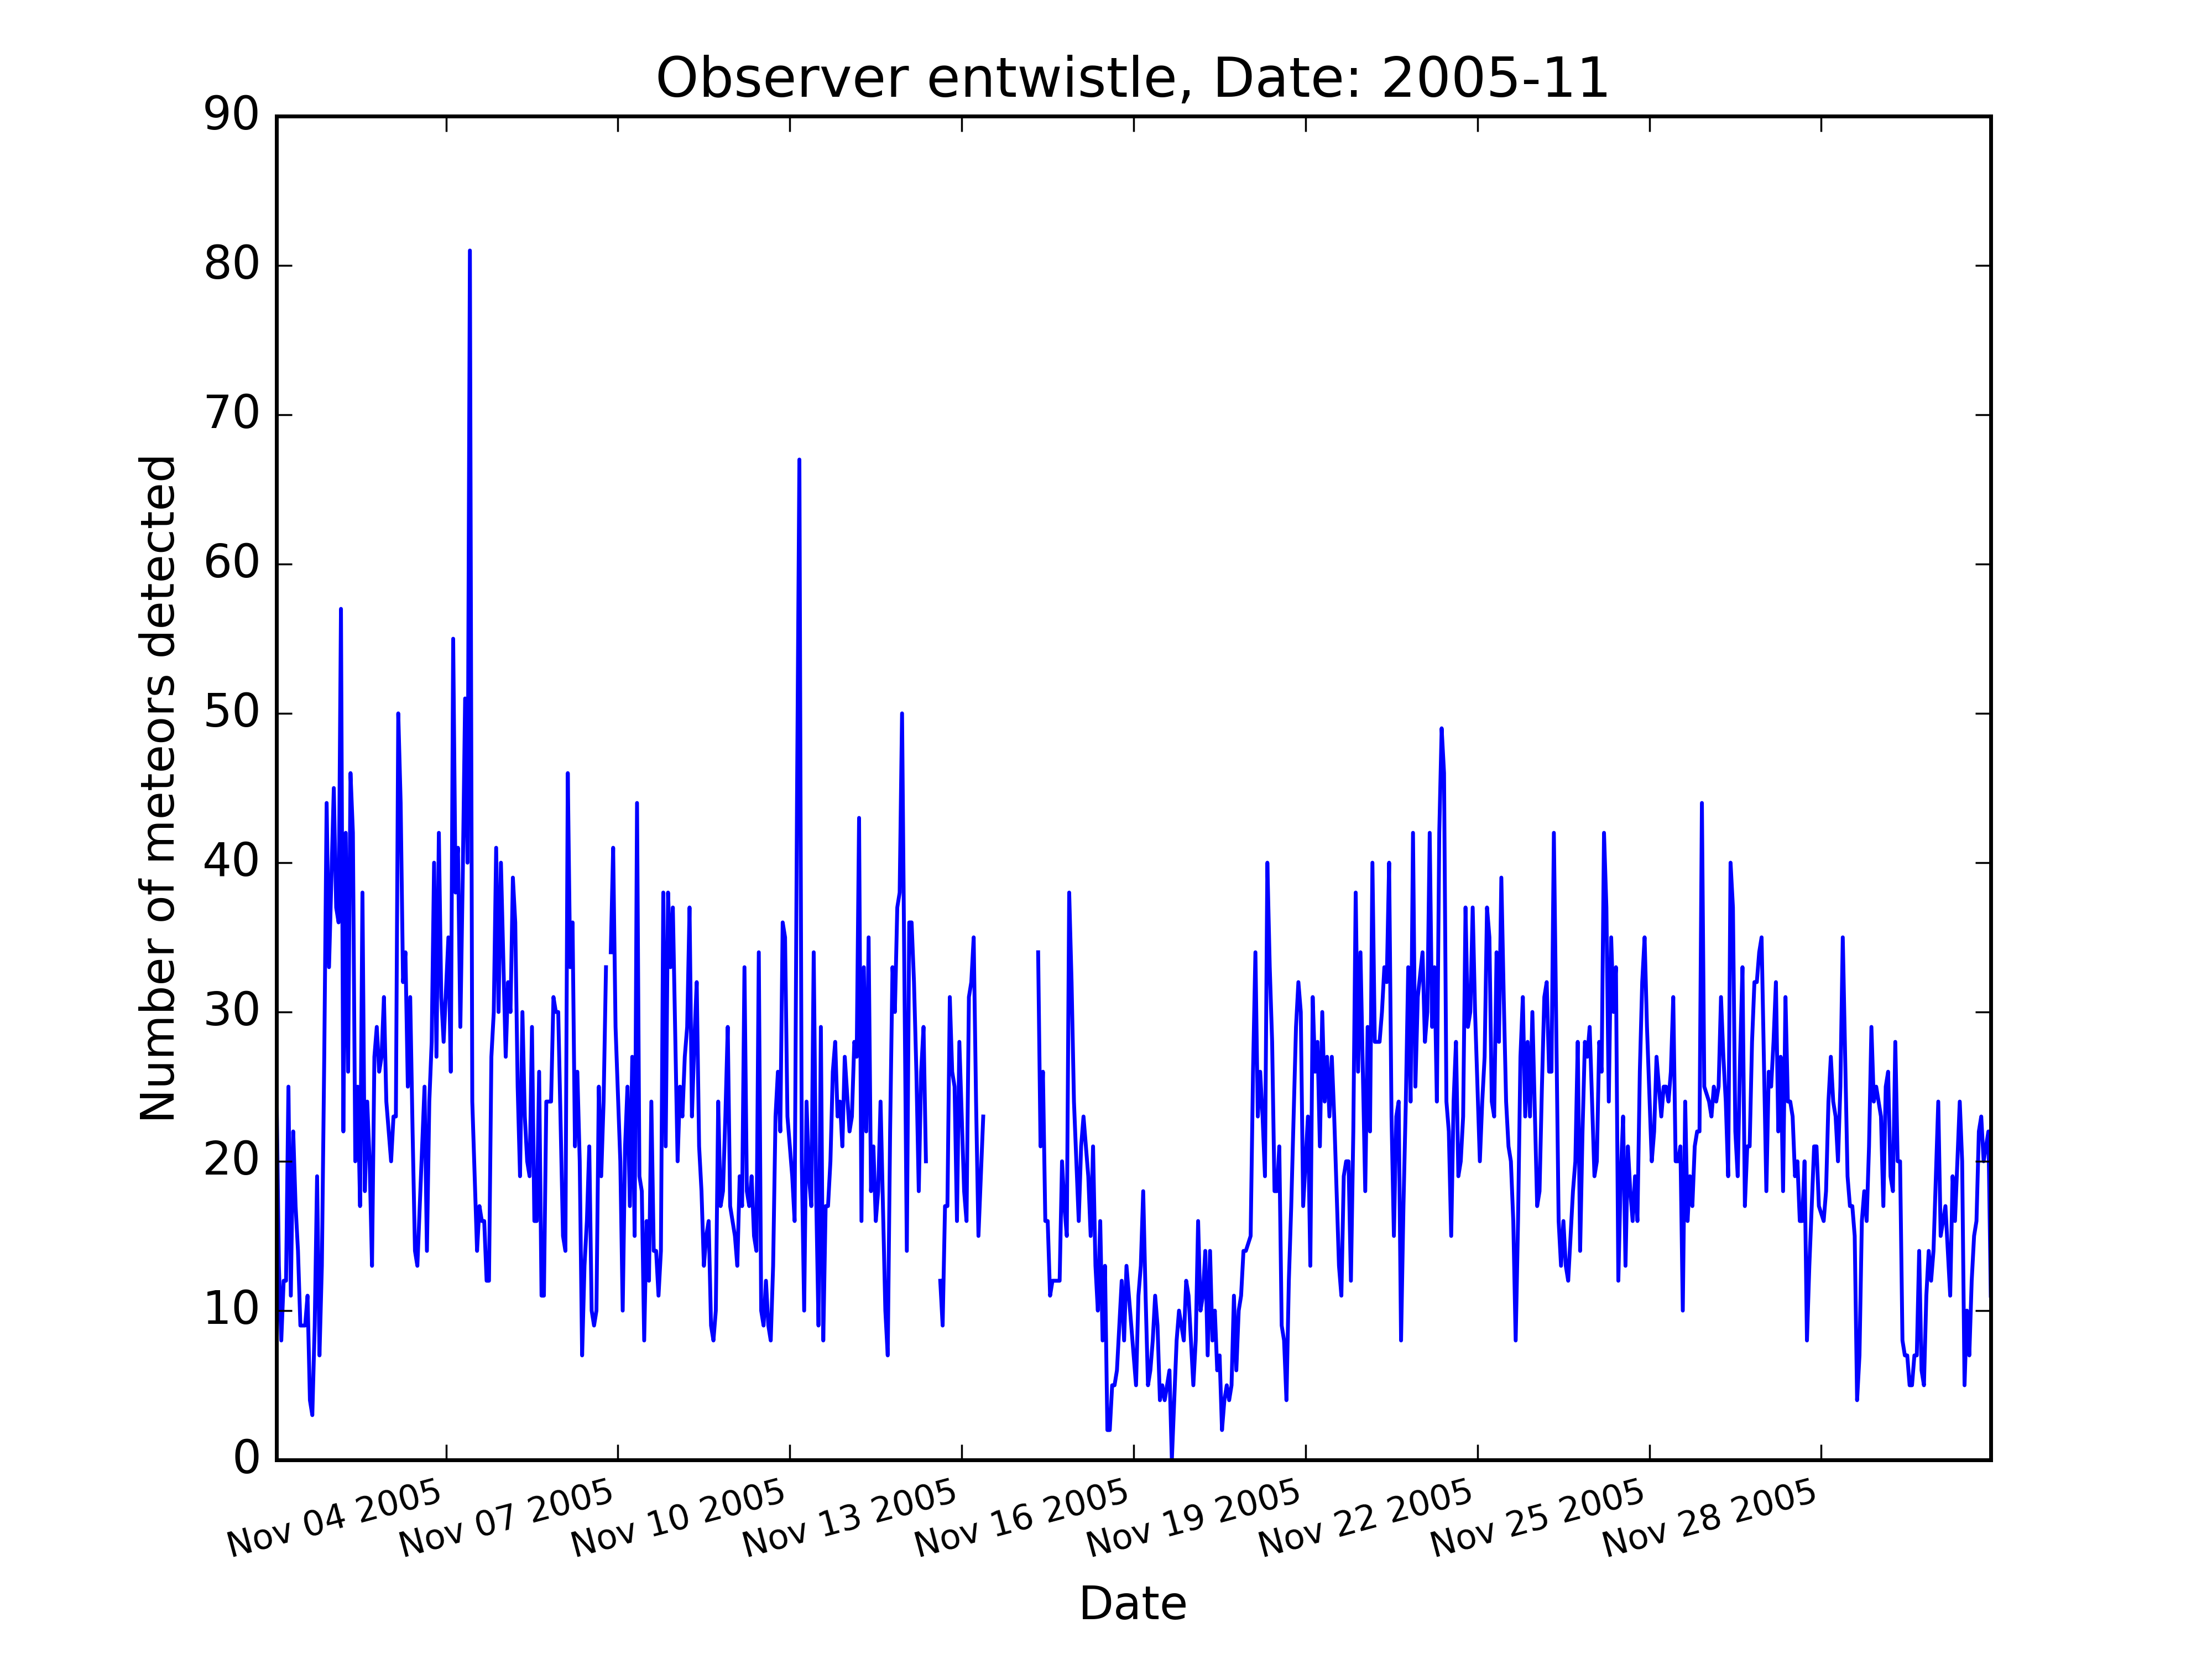 Observer entwistle, Date: 2005-11
90
80
70
60
50
40
30
20
10
0
Number of meteors detected
Nov 04 2005
Nov 07 2005
Nov 10 2005
Nov 13 2005
Nov 16 2005
Nov 19 2005
Nov 22 2005
Nov 25 2005
Nov 28 2005
Date